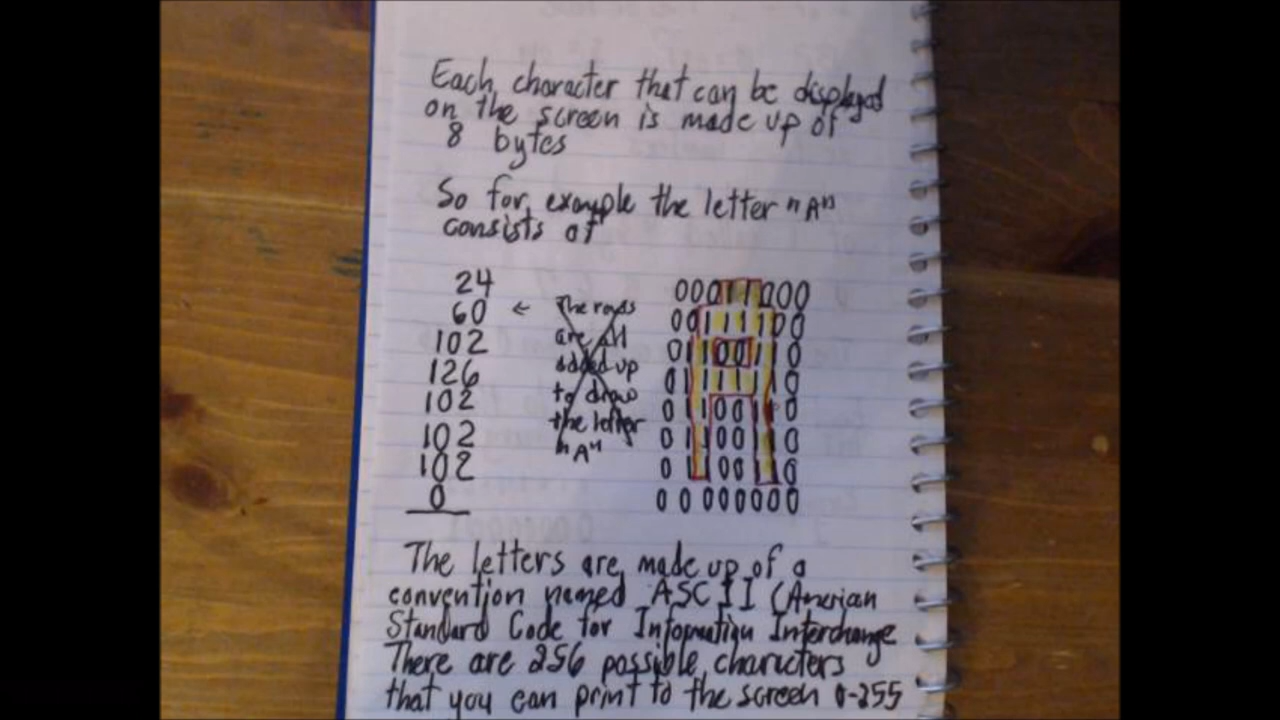 Each character that can be displayed
on the screen is made up of
8 bytes
So for example the letter "A"
consists of
24 00011000
60 ← The rows 00111100
102 are all 01100110
126 added up 01111110
102 to draw 01100110
102 the letter 01100110
102 "A" 01100110
0 00000000
The letters are made up of a
convention named ASCII (American
Standard Code for Information Interchange
There are 256 possible characters
that you can print to the screen 0-255